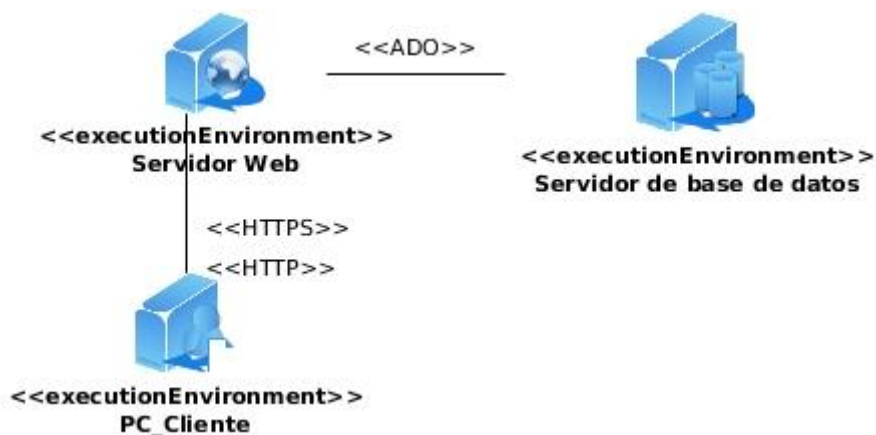 <<ADO>>
<<executionEnvironment>>
Servidor Web
<<executionEnvironment>>
Servidor de base de datos
<<HTTPS>>
<<HTTP>>
<<executionEnvironment>>
PC_Cliente